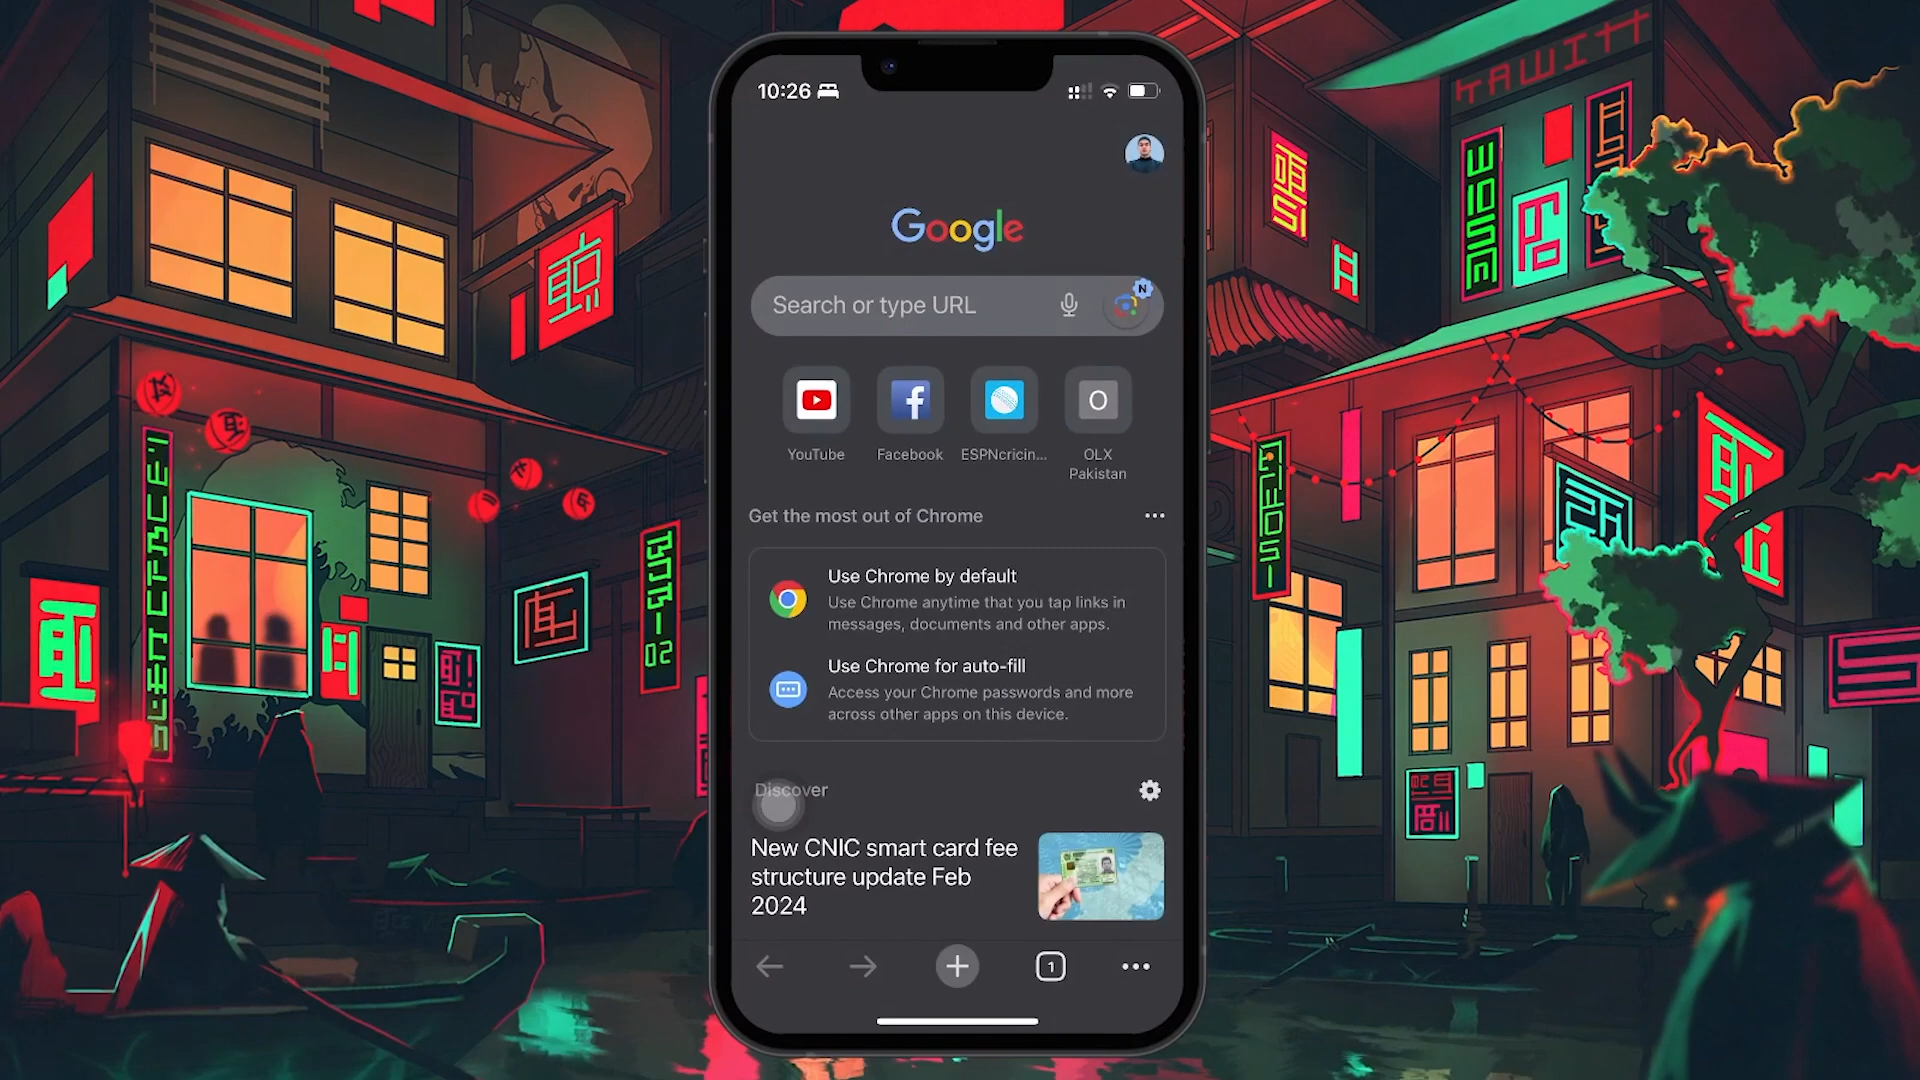 10:26
Google
Search or type URL
N
O
YouTube
Facebook
ESPNcricin...
OLX
Pakistan
Get the most out of Chrome
Use Chrome by default
Use Chrome anytime that you tap links in
messages, documents and other apps.
Use Chrome for auto-fill
Access your Chrome passwords and more
across other apps on this device.
Discover
New CNIC smart card fee
structure update Feb
2024
1